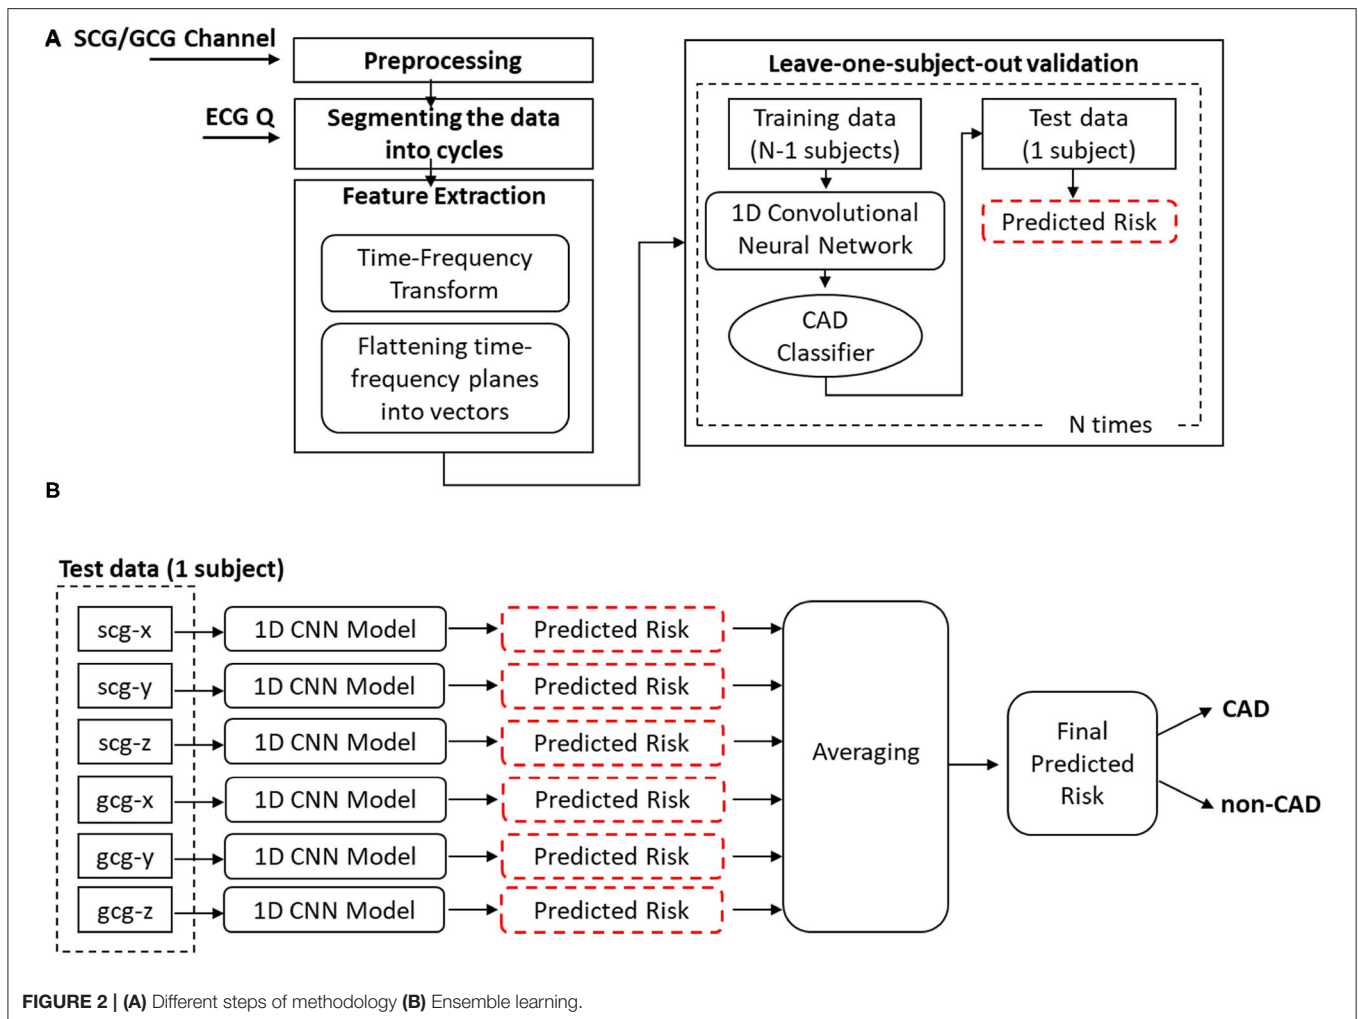 A SCG/GCG Channel
Preprocessing
ECG Q
Segmenting the data
into cycles
Feature Extraction
Time-Frequency
Transform
Flattening time-
frequency planes
into vectors
Leave-one-subject-out validation
Training data
(N-1 subjects)
1D Convolutional
Neural Network
CAD
Classifier
Test data
(1 subject)
Predicted Risk
N times
B
Test data (1 subject)
scg-x
1D CNN Model
Predicted Risk
scg-y
1D CNN Model
Predicted Risk
scg-z
1D CNN Model
Predicted Risk
gcg-x
1D CNN Model
Predicted Risk
gcg-y
1D CNN Model
Predicted Risk
gcg-z
1D CNN Model
Predicted Risk
Averaging
Final
Predicted
Risk
CAD
non-CAD
FIGURE 2 | (A) Different steps of methodology (B) Ensemble learning.